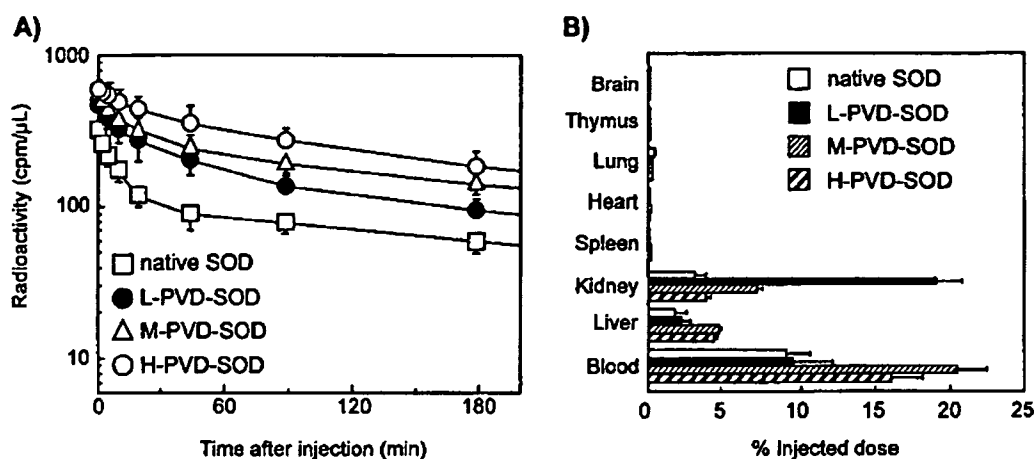 A)
1000
100
10
Radioactivity (cpm/μL)
native SOD
L-PVD-SOD
M-PVD-SOD
H-PVD-SOD
0 60 120 180
Time after injection (min)
B)
Brain
Thymus
Lung
Heart
Spleen
Kidney
Liver
Blood
native SOD
L-PVD-SOD
M-PVD-SOD
H-PVD-SOD
0 5 10 15 20 25
% Injected dose